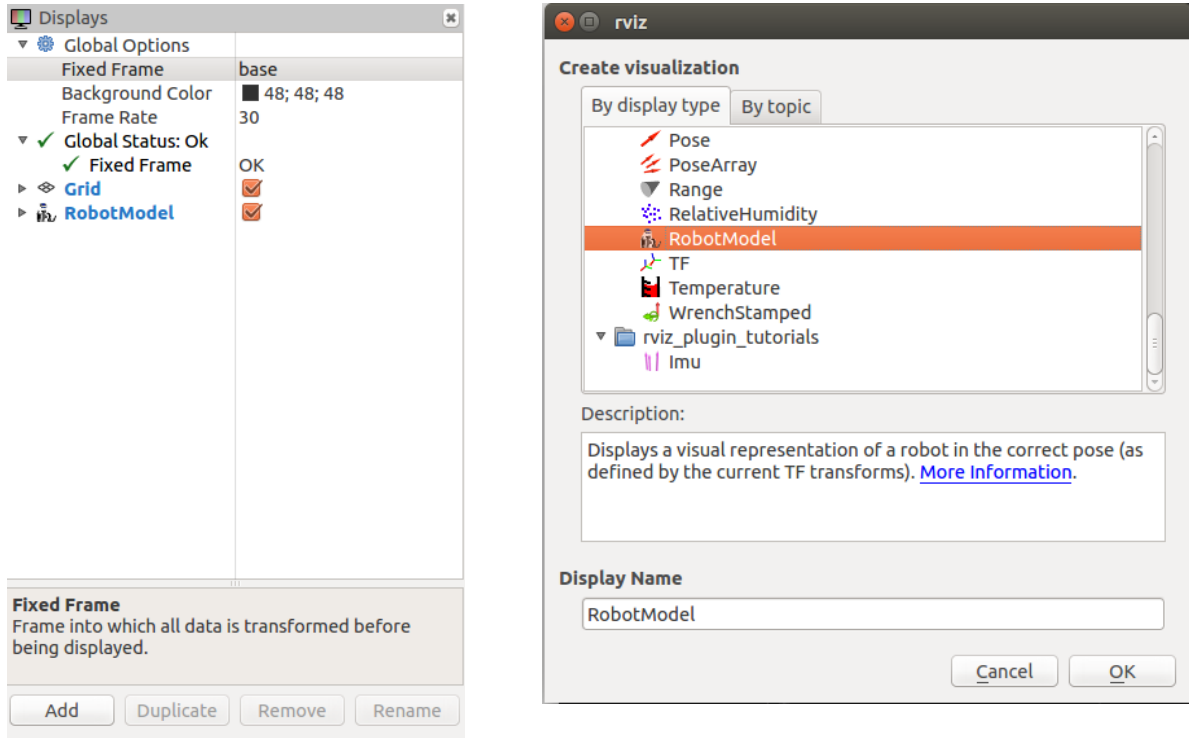 Displays
Global Options
Fixed Frame base
Background Color 48; 48; 48
Frame Rate 30
Global Status: Ok
Fixed Frame OK
Grid
RobotModel
Fixed Frame
Frame into which all data is transformed before
being displayed.
Add Duplicate Remove Rename
rviz
Create visualization
By display type By topic
Pose
PoseArray
Range
RelativeHumidity
RobotModel
TF
Temperature
WrenchStamped
rviz_plugin_tutorials
Imu
Description:
Displays a visual representation of a robot in the correct pose (as
defined by the current TF transforms). More Information.
Display Name
RobotModel
Cancel OK